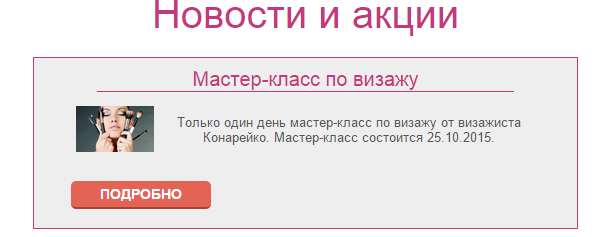 Новости и акции
Мастер-класс по визажу
Только один день мастер-класс по визажу от визажиста
Конарейко. Мастер-класс состоится 25.10.2015.
ПОДРОБНО